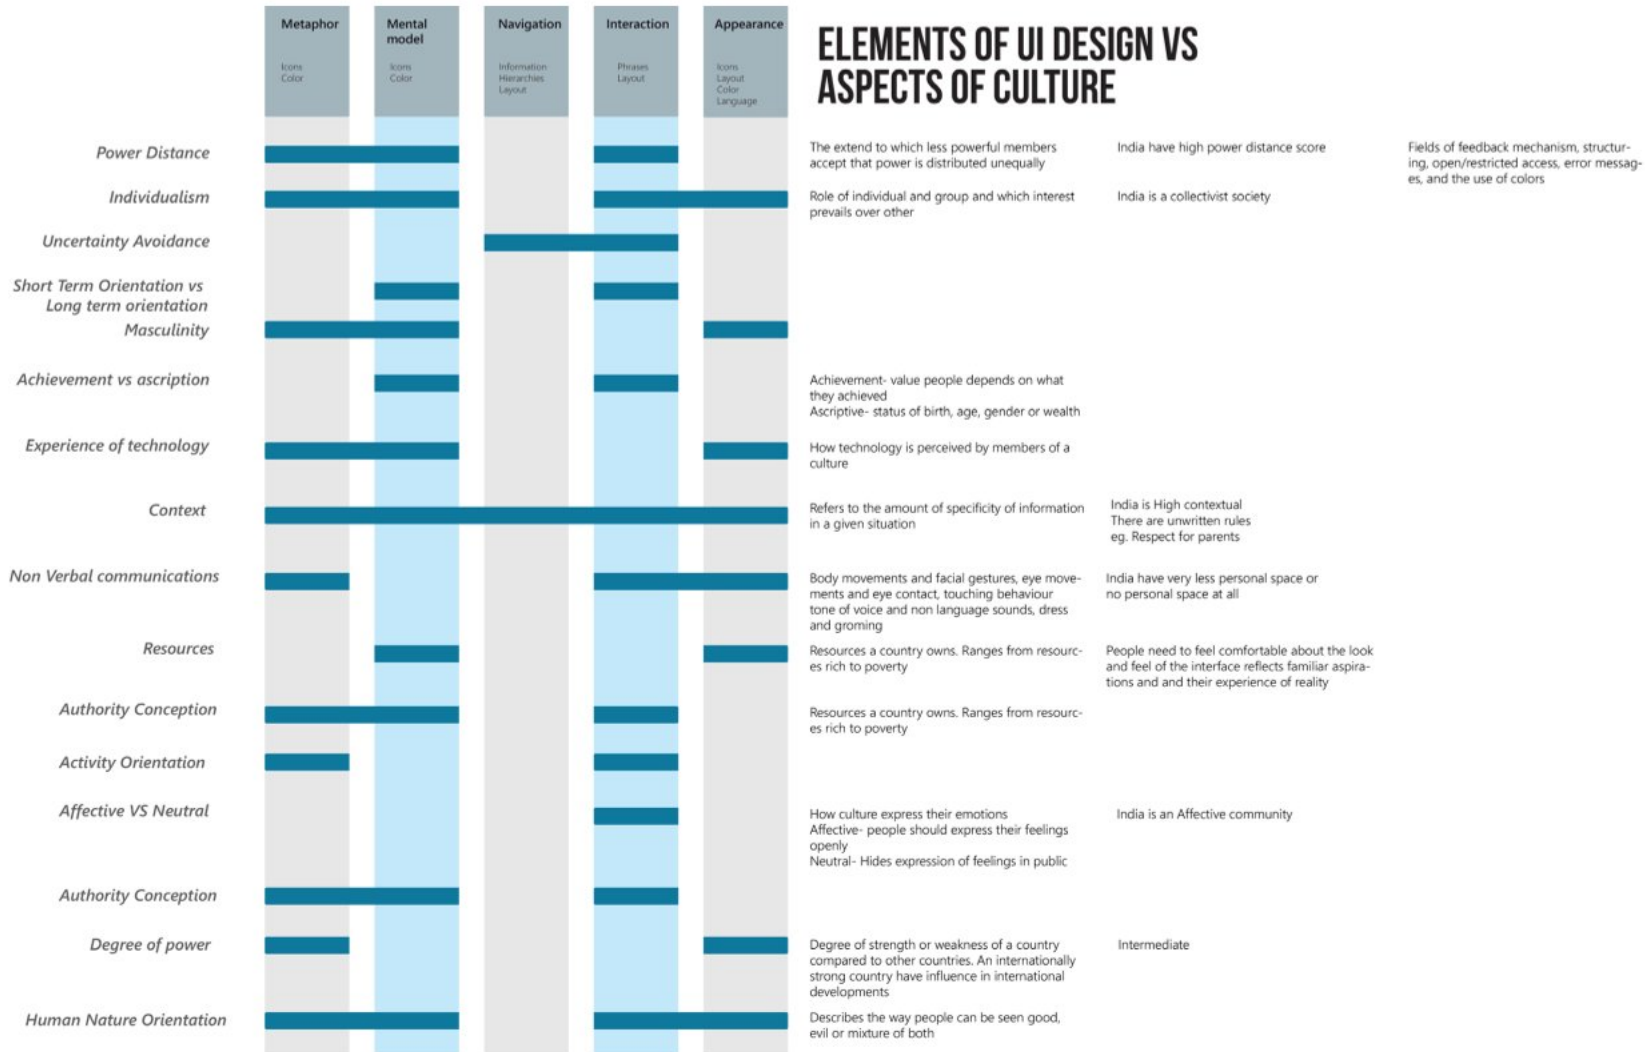 Metaphor
Icons
Color
Mental
model
Icons
Color
Navigation
Information
Hierarchies
Layout
Interaction
Phrases
Layout
Appearance
Icons
Layout
Color
Language
ELEMENTS OF UI DESIGN VS
ASPECTS OF CULTURE
Power Distance
The extend to which less powerful members
accept that power is distributed unequally
India have high power distance score
Fields of feedback mechanism, structur-
ing, open/restricted access, error messag-
es, and the use of colors
Individualism
Role of individual and group and which interest
prevails over other
India is a collectivist society
Uncertainty Avoidance
Short Term Orientation vs
Long term orientation
Masculinity
Achievement vs ascription
Achievement- value people depends on what
they achieved
Ascriptive- status of birth, age, gender or wealth
Experience of technology
How technology is perceived by members of a
culture
Context
Refers to the amount of specificity of information
in a given situation
India is High contextual
There are unwritten rules
eg. Respect for parents
Non Verbal communications
Body movements and facial gestures, eye move-
ments and eye contact, touching behaviour
tone of voice and non language sounds, dress
and groming
India have very less personal space or
no personal space at all
Resources
Resources a country owns. Ranges from resourc-
es rich to poverty
People need to feel comfortable about the look
and feel of the interface reflects familiar aspira-
tions and and their experience of reality
Authority Conception
Resources a country owns. Ranges from resourc-
es rich to poverty
Activity Orientation
Affective VS Neutral
How culture express their emotions
Affective- people should express their feelings
openly
Neutral- Hides expression of feelings in public
India is an Affective community
Authority Conception
Degree of power
Degree of strength or weakness of a country
compared to other countries. An internationally
strong country have influence in international
developments
Intermediate
Human Nature Orientation
Describes the way people can be seen good,
evil or mixture of both